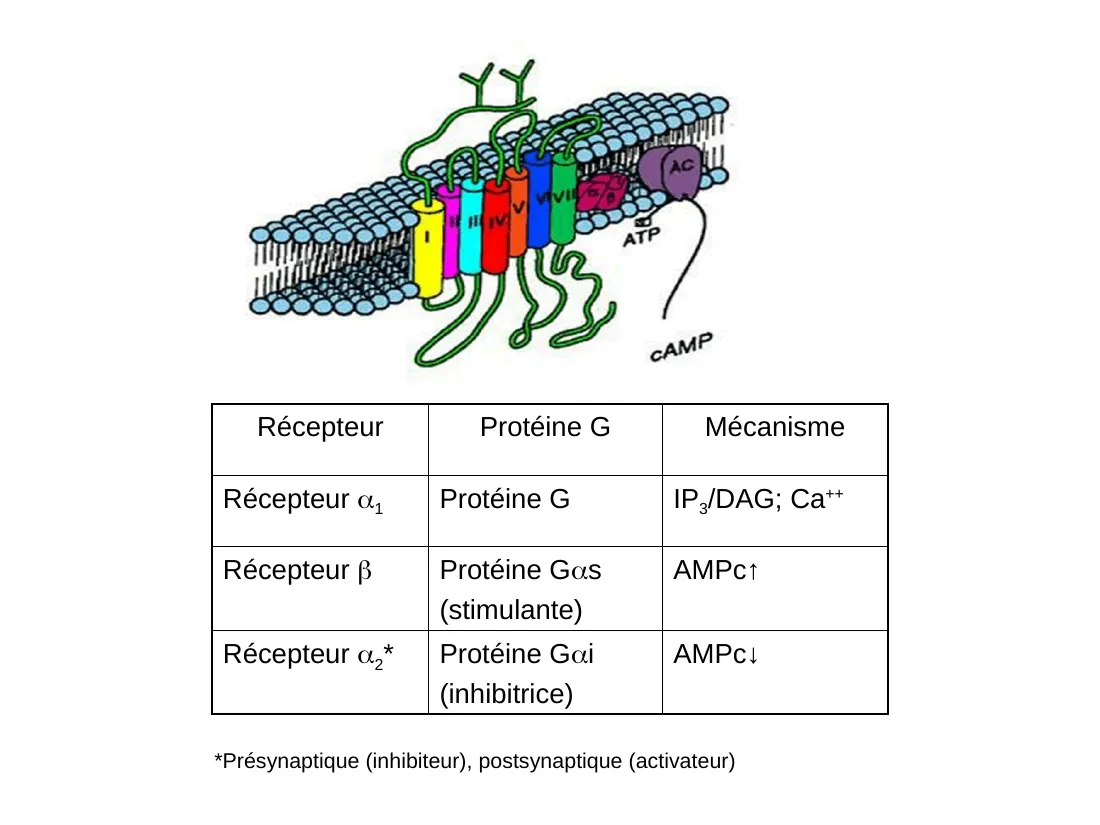 AC
I II III IV V VI VII α β γ
ATP
cAMP
Récepteur Protéine G Mécanisme
Récepteur α₁ Protéine G IP₃/DAG; Ca⁺⁺
Récepteur β Protéine Gαs AMPc↑
(stimulante)
Récepteur α₂* Protéine Gαi AMPc↓
(inhibitrice)
*Présynaptique (inhibiteur), postsynaptique (activateur)